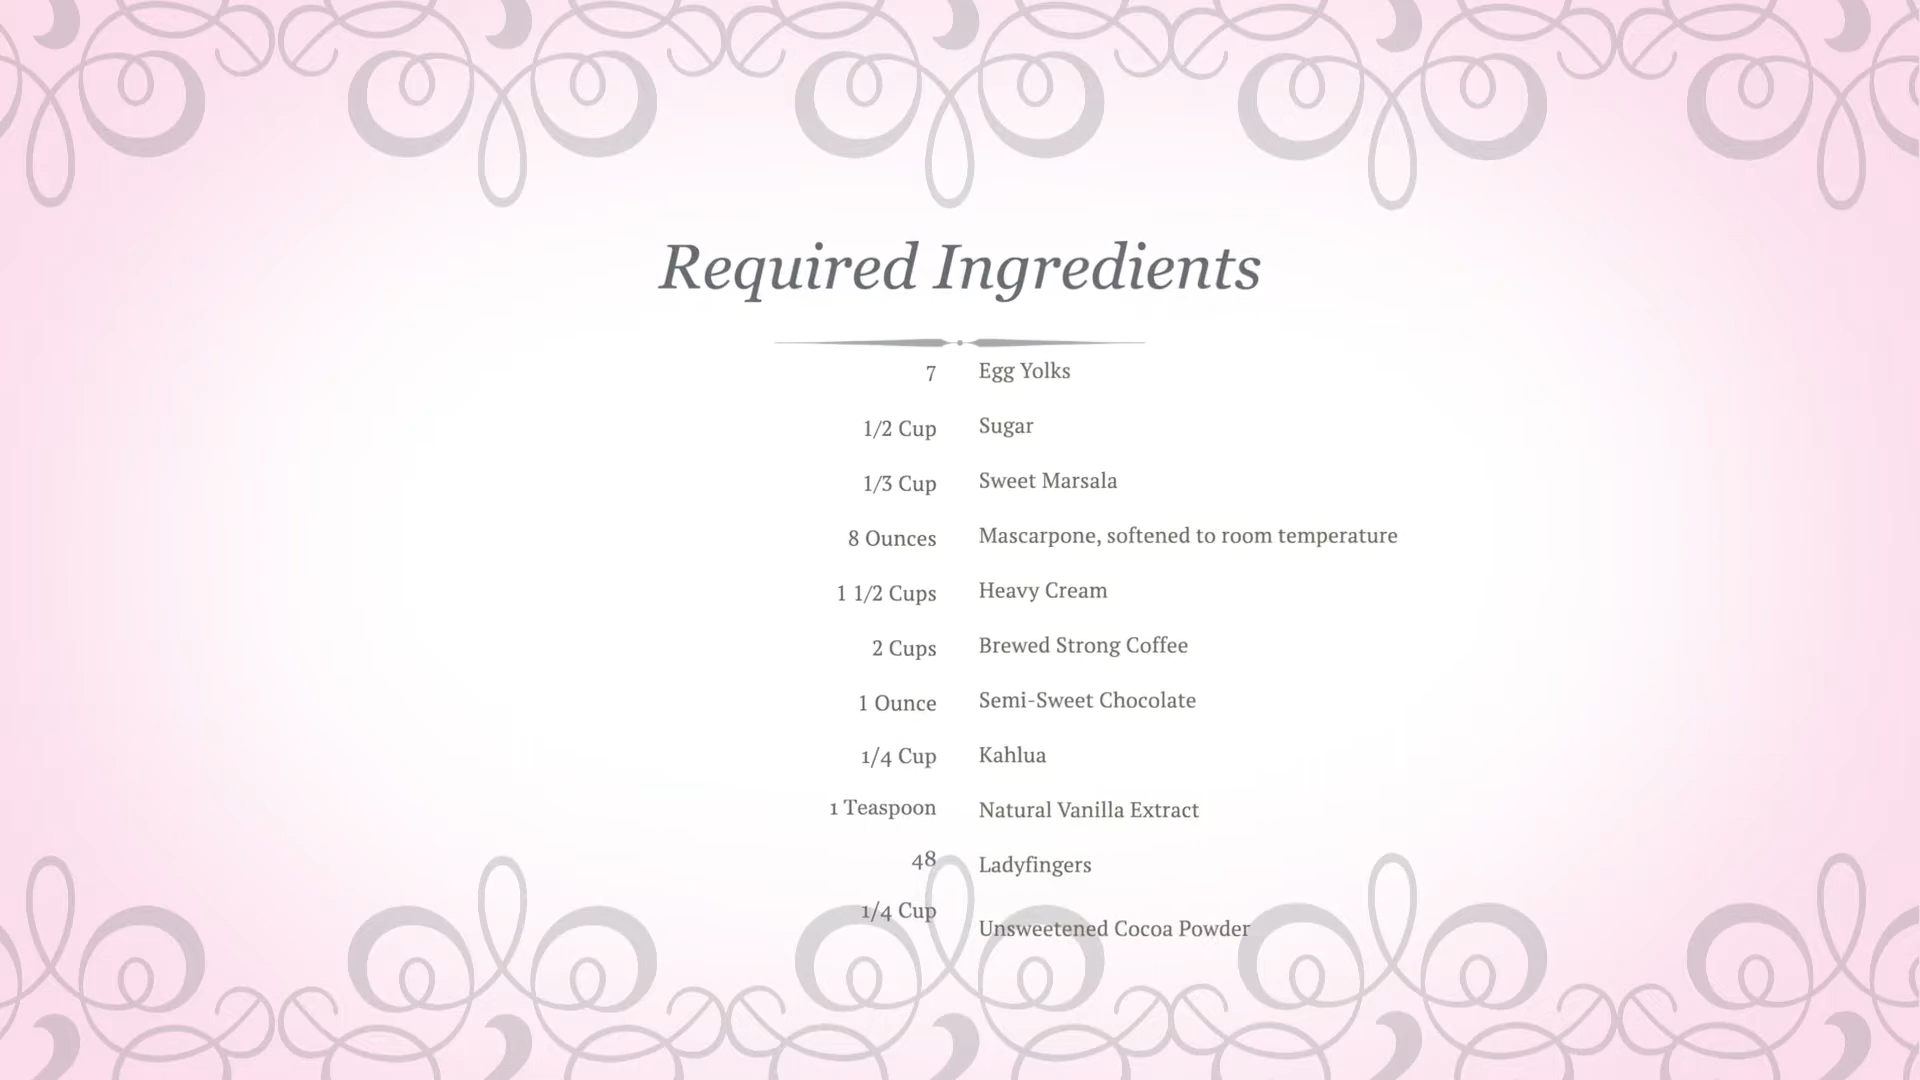 Required Ingredients
7 Egg Yolks
1/2 Cup Sugar
1/3 Cup Sweet Marsala
8 Ounces Mascarpone, softened to room temperature
1 1/2 Cups Heavy Cream
2 Cups Brewed Strong Coffee
1 Ounce Semi-Sweet Chocolate
1/4 Cup Kahlua
1 Teaspoon Natural Vanilla Extract
48 Ladyfingers
1/4 Cup Unsweetened Cocoa Powder